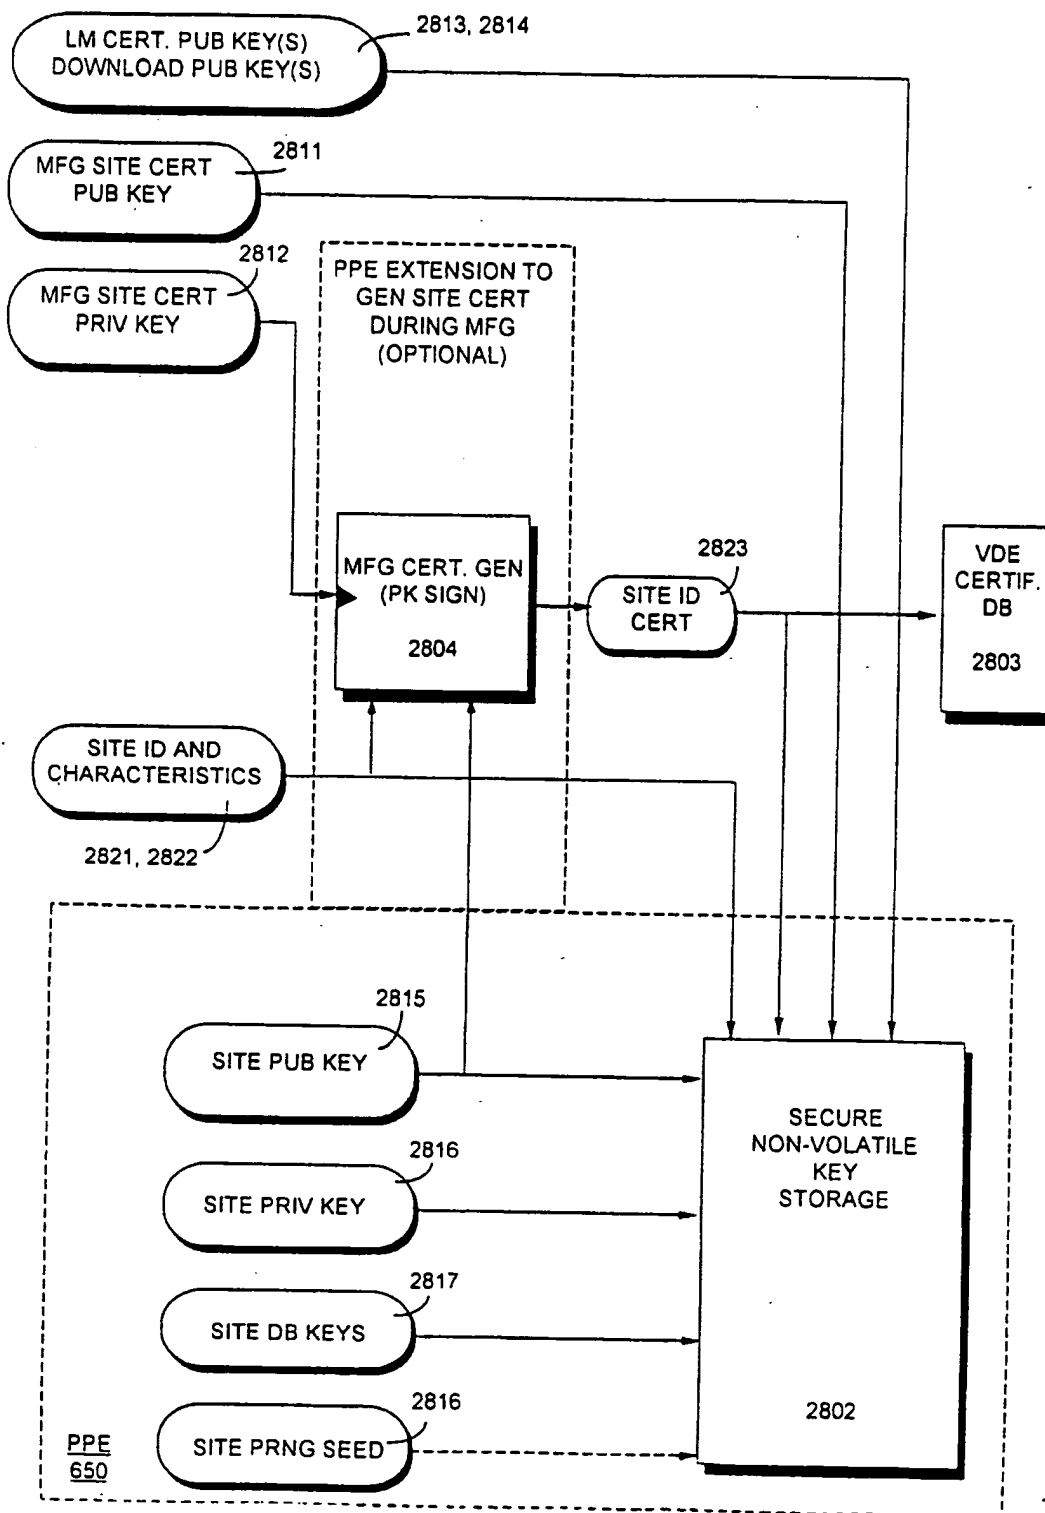 LM CERT. PUB KEY(S)
DOWNLOAD PUB KEY(S)
2813, 2814
MFG SITE CERT
PUB KEY
2811
MFG SITE CERT
PRIV KEY
2812
PPE EXTENSION TO
GEN SITE CERT
DURING MFG
(OPTIONAL)
MFG CERT. GEN
(PK SIGN)
2804
SITE ID
CERT
2823
VDE
CERTIF.
DB
2803
SITE ID AND
CHARACTERISTICS
2821, 2822
SITE PUB KEY
2815
SITE PRIV KEY
2816
SITE DB KEYS
2817
SITE PRNG SEED
2816
SECURE
NON-VOLATILE
KEY
STORAGE
2802
PPE
650